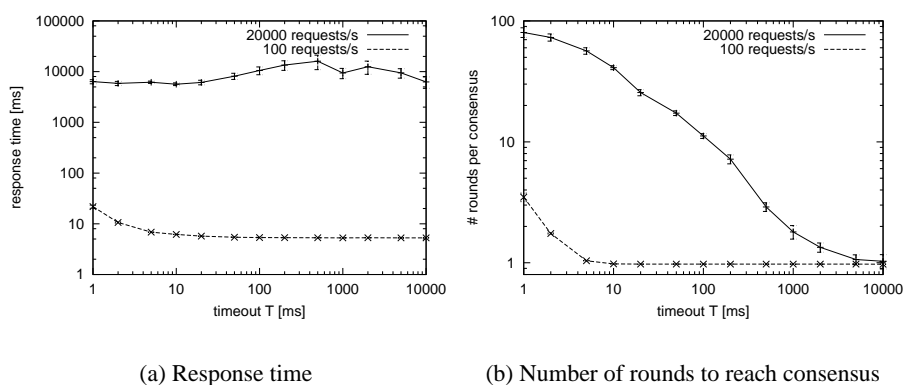 100000
10000
1000
100
10
1
response time [ms]
1 10 100 1000 10000
timeout T [ms]
20000 requests/s
100 requests/s
(a) Response time
100
10
1
# rounds per consensus
1 10 100 1000 10000
timeout T [ms]
20000 requests/s
100 requests/s
(b) Number of rounds to reach consensus